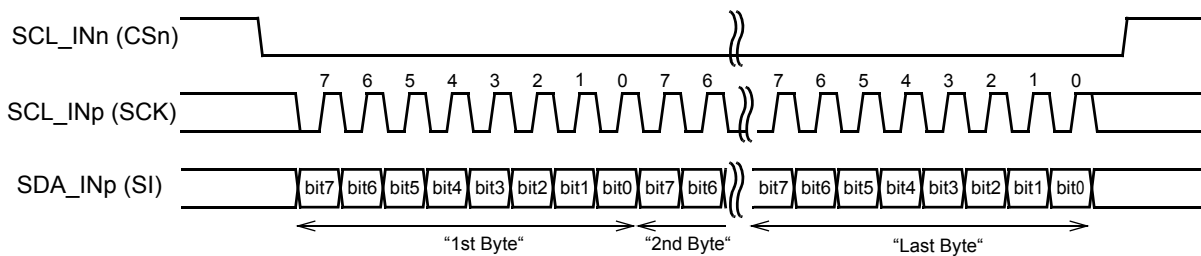 SCL_INn (CSn)
7 6 5 4 3 2 1 0 7 6 7 6 5 4 3 2 1 0
SCL_INp (SCK)
SDA_INp (SI)
bit7 bit6 bit5 bit4 bit3 bit2 bit1 bit0 bit7 bit6 bit7 bit6 bit5 bit4 bit3 bit2 bit1 bit0
“1st Byte“ “2nd Byte“ “Last Byte“